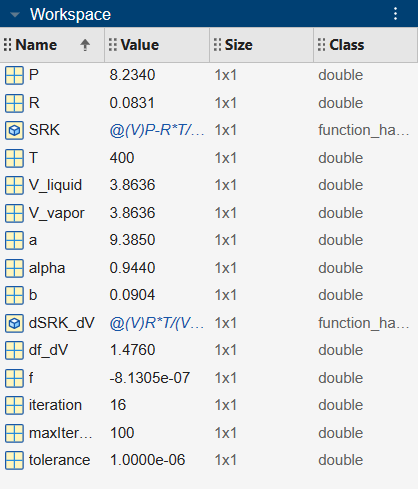 Workspace
Name Value Size Class
P 8.2340 1x1 double
R 0.0831 1x1 double
SRK @(V)P-R*T/... 1x1 function_ha...
T 400 1x1 double
V_liquid 3.8636 1x1 double
V_vapor 3.8636 1x1 double
a 9.3850 1x1 double
alpha 0.9440 1x1 double
b 0.0904 1x1 double
dSRK_dV @(V)R*T/(V... 1x1 function_ha...
df_dV 1.4760 1x1 double
f -8.1305e-07 1x1 double
iteration 16 1x1 double
maxIter... 100 1x1 double
tolerance 1.0000e-06 1x1 double